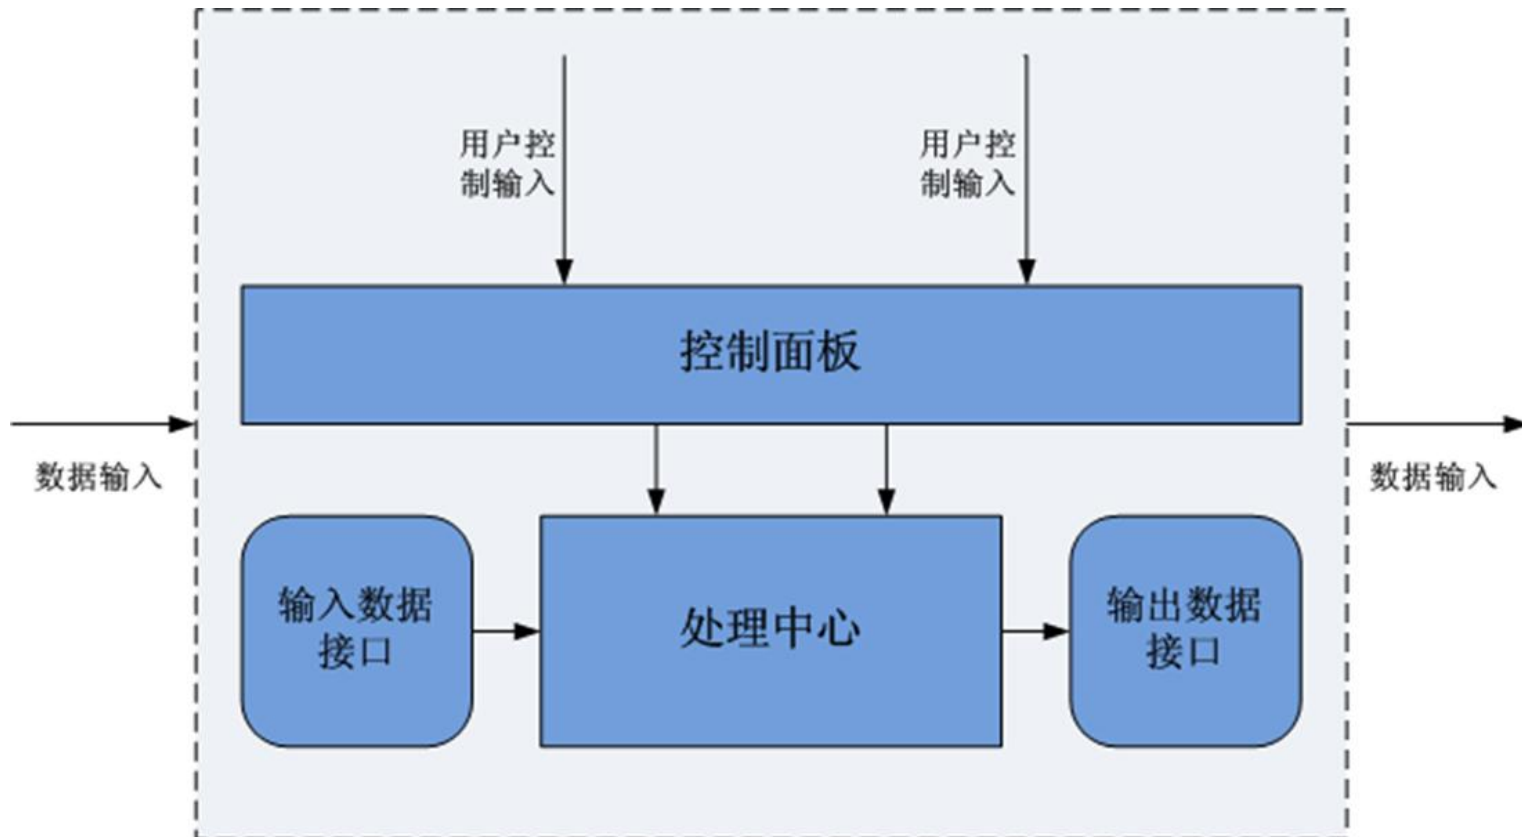 用户控
制输入
用户控
制输入
控制面板
数据输入
数据输入
输入数据
接口
处理中心
输出数据
接口